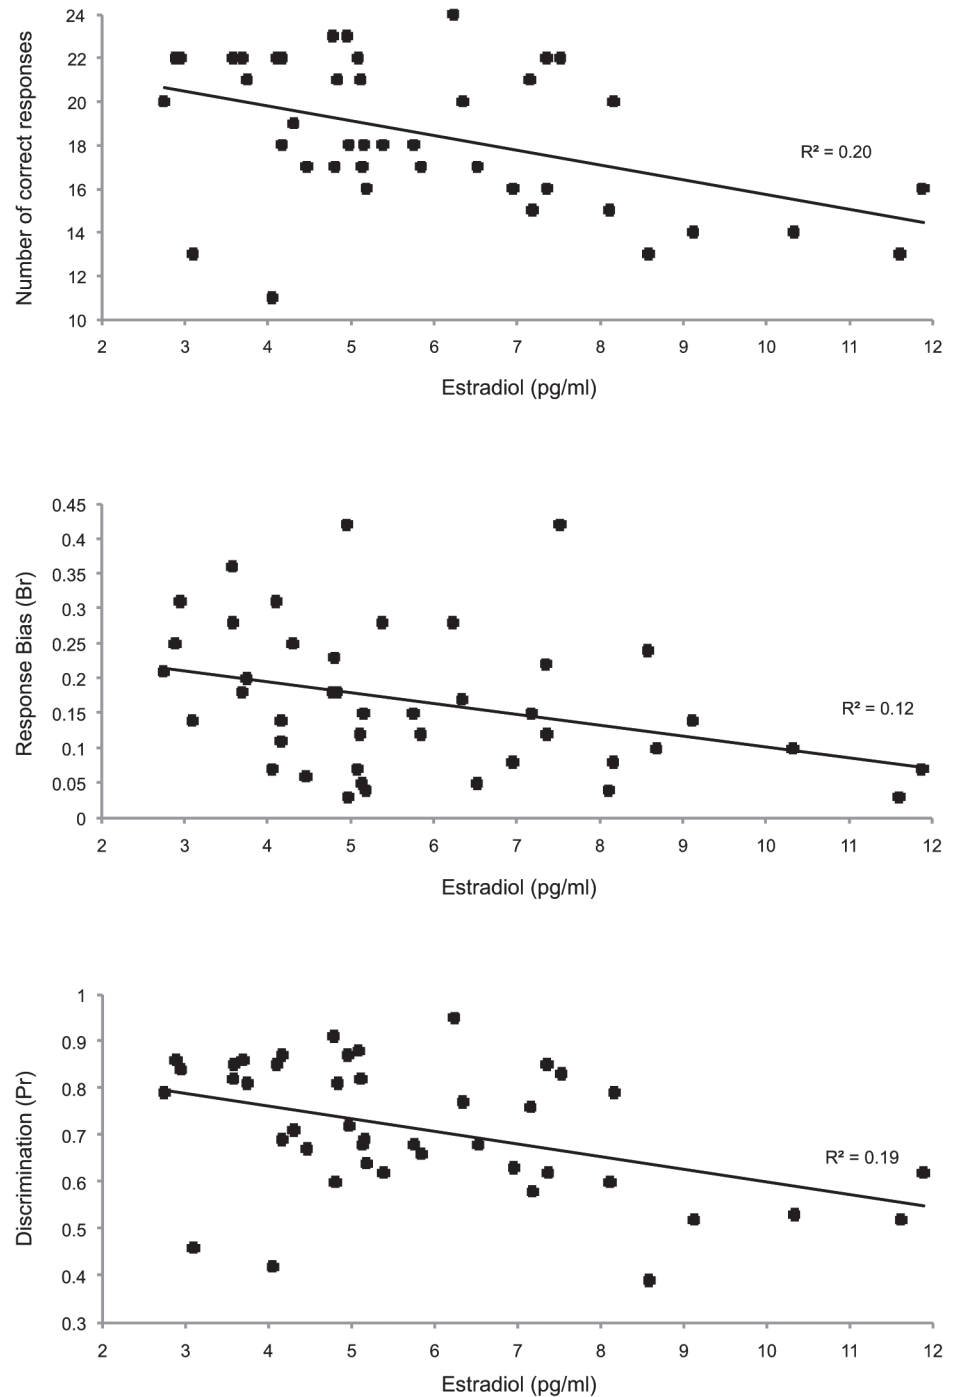 Number of correct responses
24
22
20
18
16
14
12
10
R² = 0.20
2 3 4 5 6 7 8 9 10 11 12
Estradiol (pg/ml)
Response Bias (Br)
0.45
0.4
0.35
0.3
0.25
0.2
0.15
0.1
0.05
0
R² = 0.12
2 3 4 5 6 7 8 9 10 11 12
Estradiol (pg/ml)
Discrimination (Pr)
1
0.9
0.8
0.7
0.6
0.5
0.4
0.3
R² = 0.19
2 3 4 5 6 7 8 9 10 11 12
Estradiol (pg/ml)